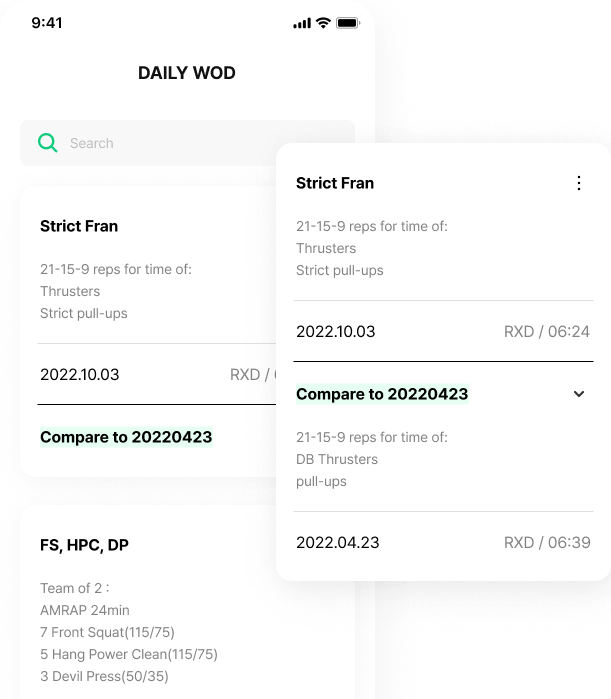 9:41
DAILY WOD
Search
Strict Fran
21-15-9 reps for time of:
Thrusters
Strict pull-ups
2022.10.03
RXD /
Compare to 20220423
FS, HPC, DP
Team of 2 :
AMRAP 24min
7 Front Squat(115/75)
5 Hang Power Clean(115/75)
3 Devil Press(50/35)
Strict Fran
21-15-9 reps for time of:
Thrusters
Strict pull-ups
2022.10.03 RXD / 06:24
Compare to 20220423
21-15-9 reps for time of:
DB Thrusters
pull-ups
2022.04.23 RXD / 06:39